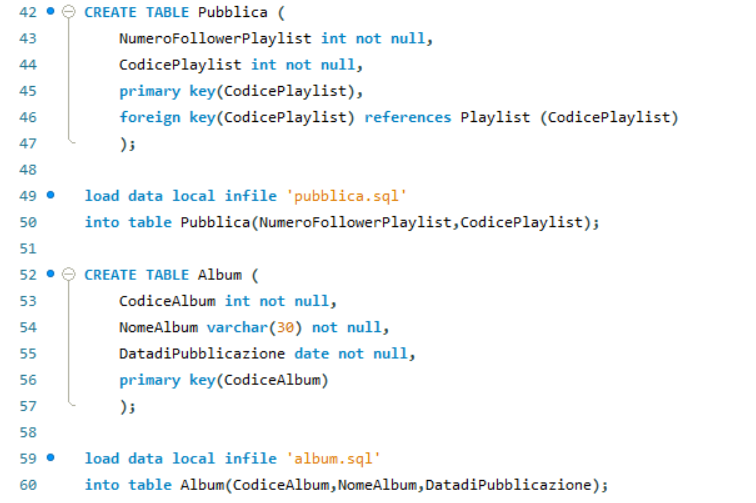 42 CREATE TABLE Pubblica (
43 NumeroFollowerPlaylist int not null,
44 CodicePlaylist int not null,
45 primary key(CodicePlaylist),
46 foreign key(CodicePlaylist) references Playlist (CodicePlaylist)
47 );
48
49 load data local infile 'pubblica.sql'
50 into table Pubblica(NumeroFollowerPlaylist,CodicePlaylist);
51
52 CREATE TABLE Album (
53 CodiceAlbum int not null,
54 NomeAlbum varchar(30) not null,
55 DatadiPubblicazione date not null,
56 primary key(CodiceAlbum)
57 );
58
59 load data local infile 'album.sql'
60 into table Album(CodiceAlbum,NomeAlbum,DatadiPubblicazione);